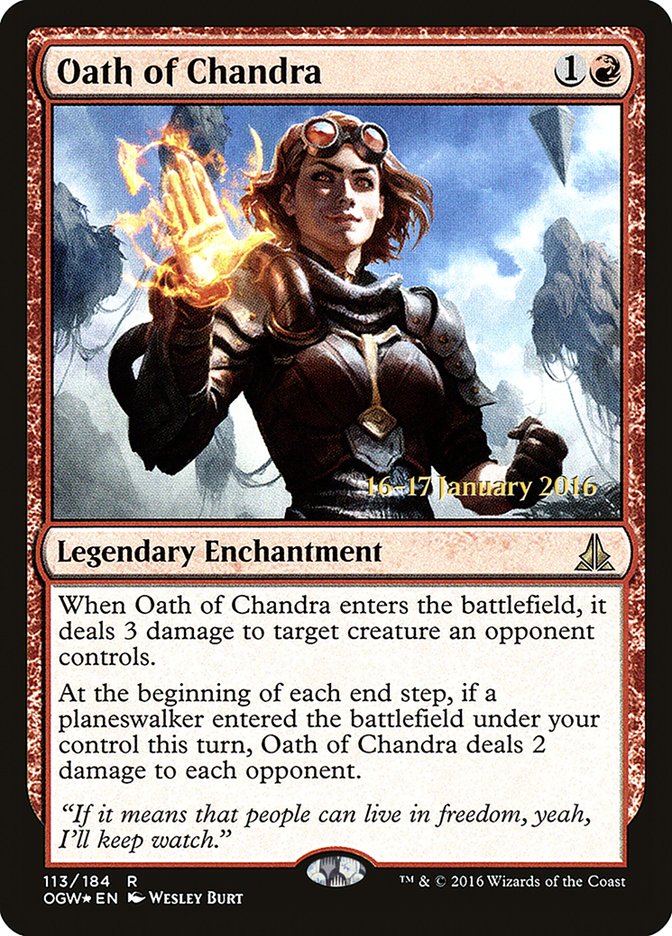 Oath of Chandra
1
16–17 January 2016
Legendary Enchantment
When Oath of Chandra enters the battlefield, it
deals 3 damage to target creature an opponent
controls.
At the beginning of each end step, if a
planeswalker entered the battlefield under your
control this turn, Oath of Chandra deals 2
damage to each opponent.
“If it means that people can live in freedom, yeah,
I’ll keep watch.”
113/184 R
OGW★EN Wesley Burt
™ & © 2016 Wizards of the Coast